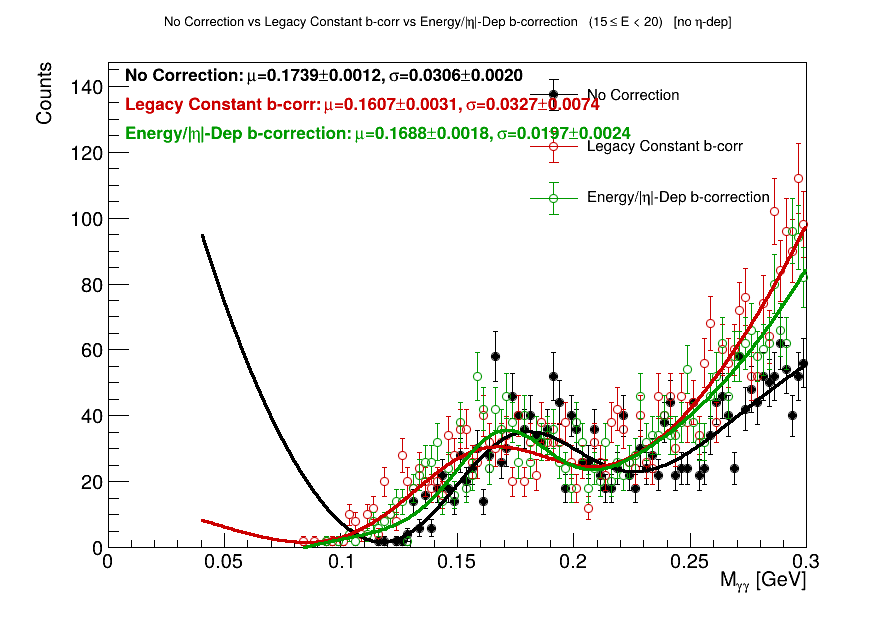 No Correction vs Legacy Constant b-corr vs Energy/|η|-Dep b-correction (15 ≤ E < 20) [no η-dep]
Counts
No Correction: μ=0.1739±0.0012, σ=0.0306±0.0020
Legacy Constant b-corr: μ=0.1607±0.0031, σ=0.0327±0.0074
Energy/|η|-Dep b-correction: μ=0.1688±0.0018, σ=0.0197±0.0024
No Correction
Legacy Constant b-corr
Energy/|η|-Dep b-correction
140
120
100
80
60
40
20
0
0 0.05 0.1 0.15 0.2 0.25 0.3
Mγγ [GeV]